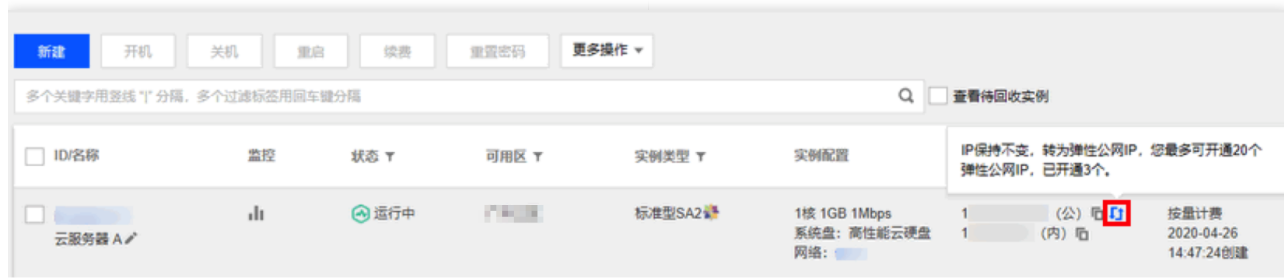 新建 开机 关机 重启 续费 重置密码 更多操作
多个关键字用竖线 "|" 分隔，多个过滤标签用回车键分隔 查看待回收实例
IP保持不变，转为弹性公网IP，您最多可开通20个
弹性公网IP，已开通3个。
ID/名称 监控 状态 可用区 实例类型 实例配置
运行中 标准型SA2 1核 1GB 1Mbps 1 (公) 按量计费
云服务器 A 系统盘：高性能云硬盘 1 (内) 2020-04-26
网络： 14:47:24创建